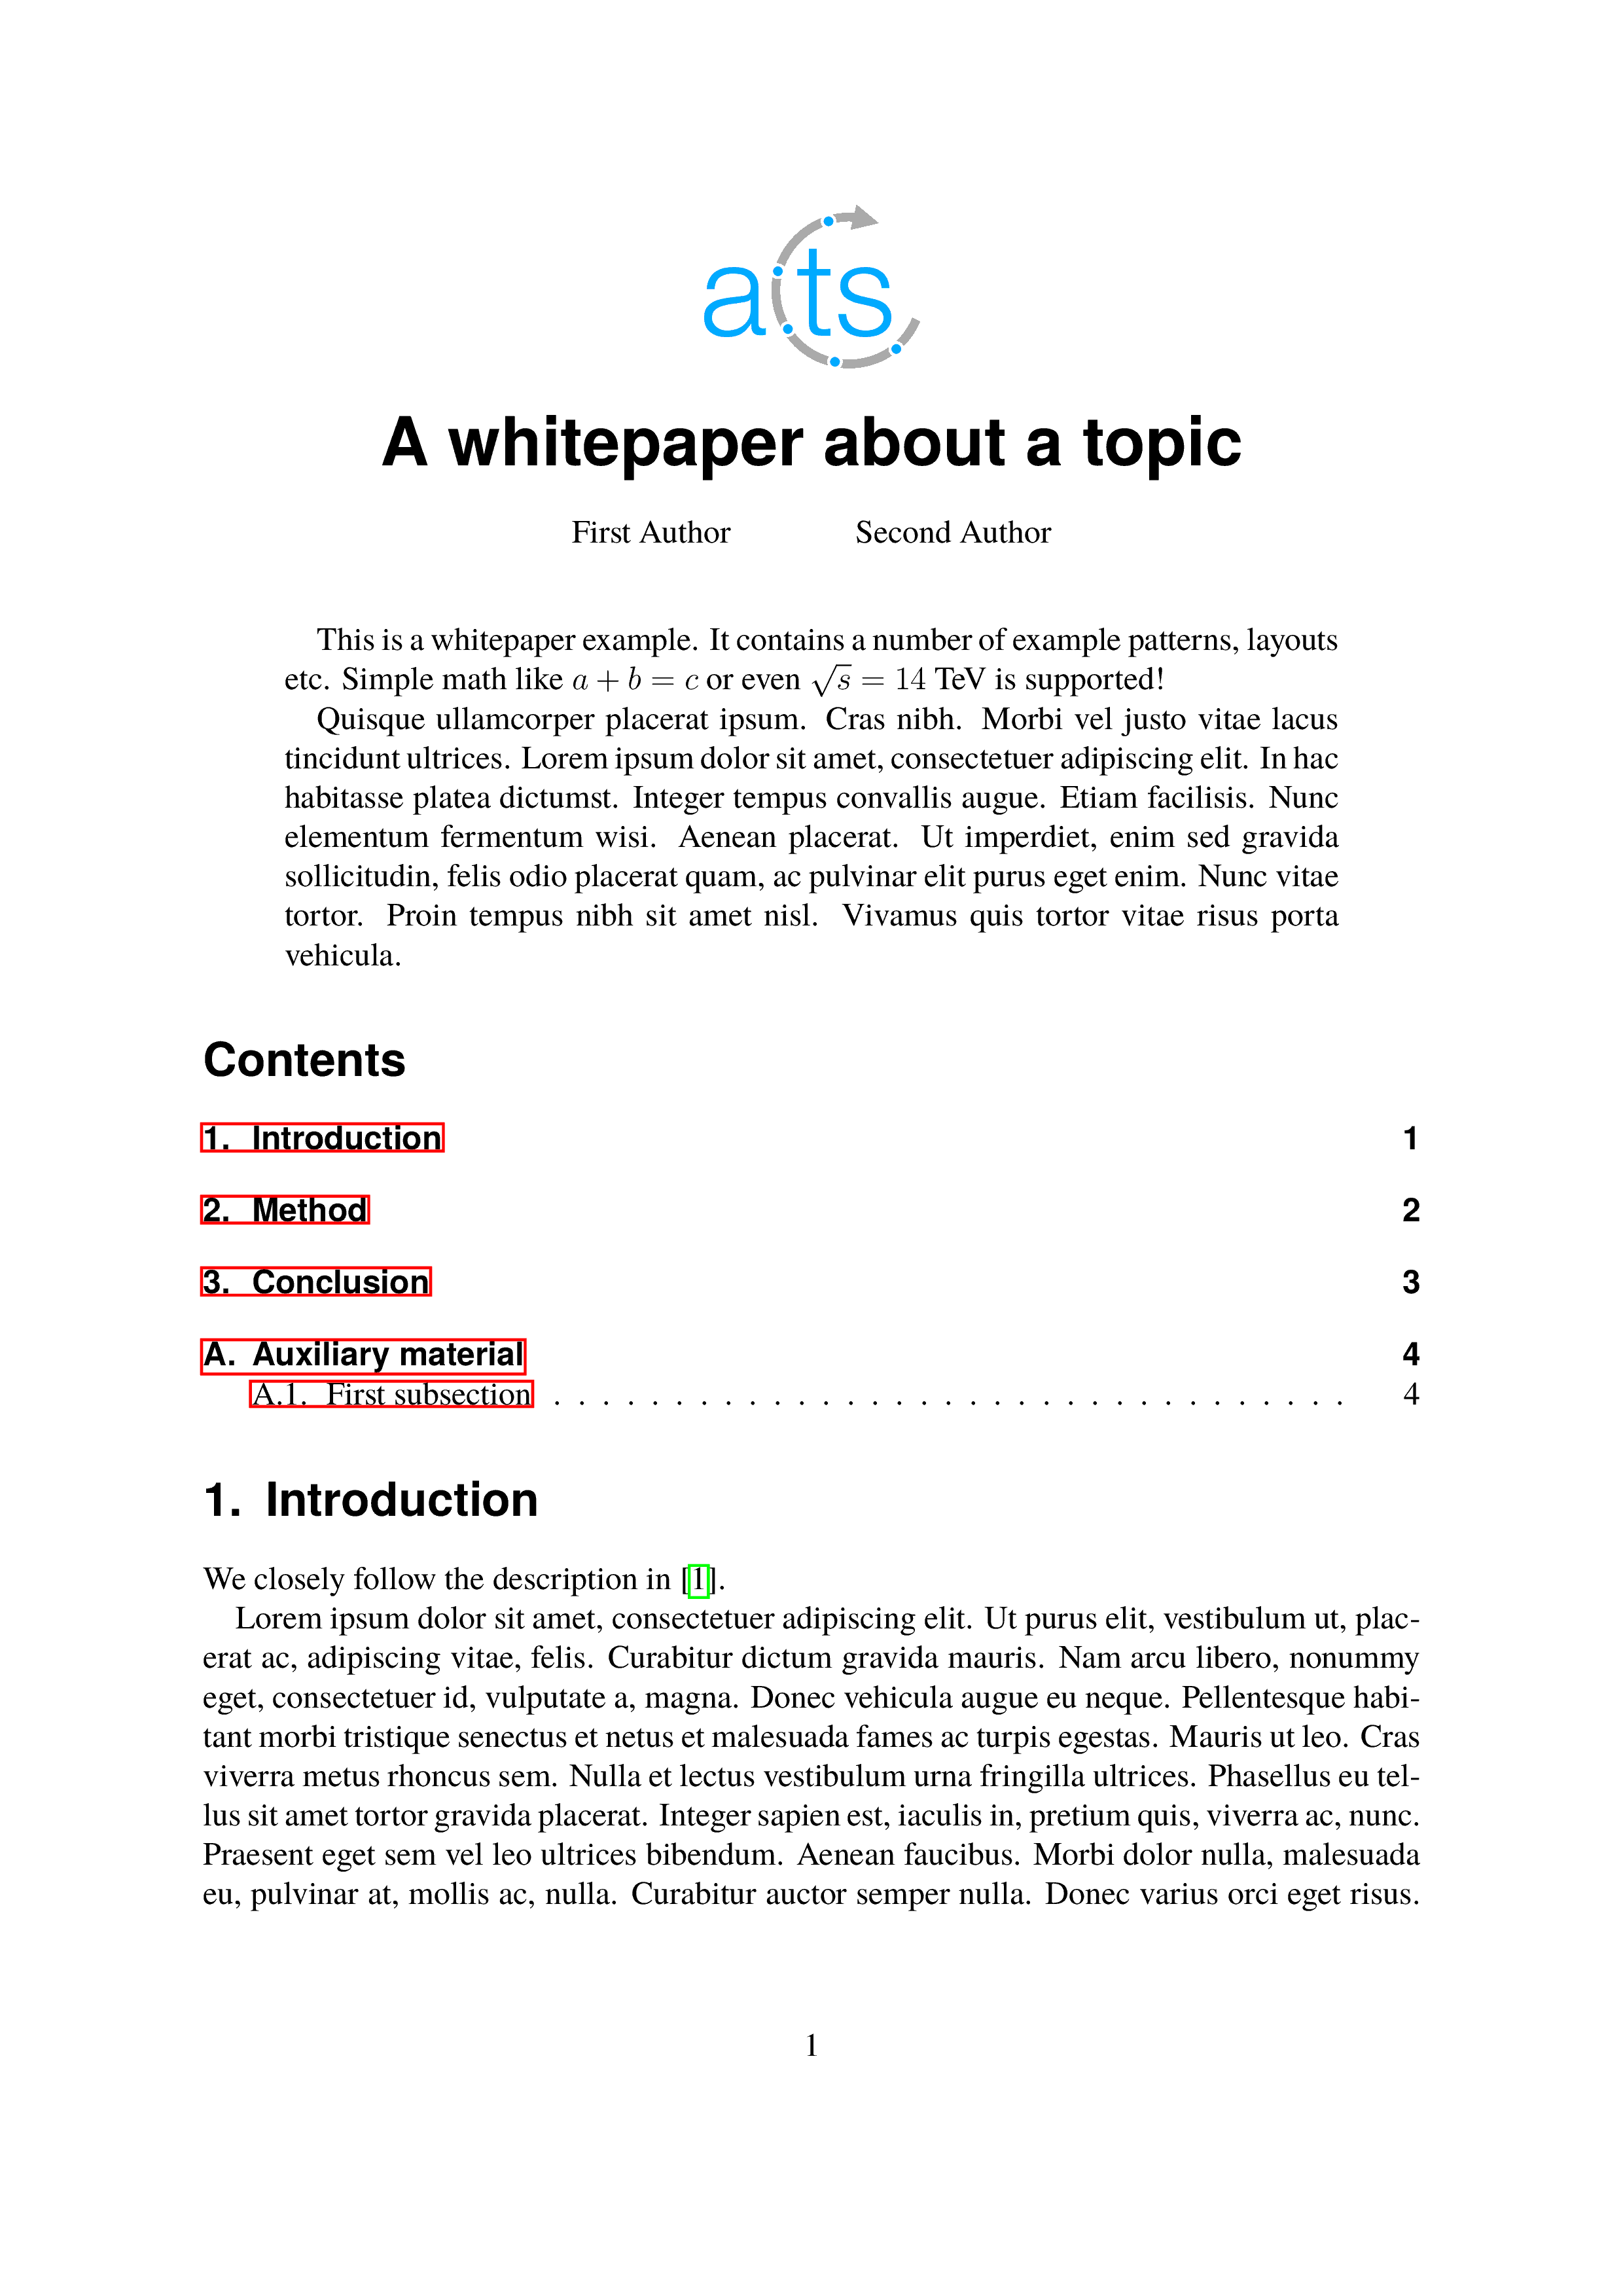 acts
A whitepaper about a topic
First Author Second Author
This is a whitepaper example. It contains a number of example patterns, layouts
etc. Simple math like a + b = c or even √s = 14 TeV is supported!
Quisque ullamcorper placerat ipsum. Cras nibh. Morbi vel justo vitae lacus
tincidunt ultrices. Lorem ipsum dolor sit amet, consectetuer adipiscing elit. In hac
habitasse platea dictumst. Integer tempus convallis augue. Etiam facilisis. Nunc
elementum fermentum wisi. Aenean placerat. Ut imperdiet, enim sed gravida
sollicitudin, felis odio placerat quam, ac pulvinar elit purus eget enim. Nunc vitae
tortor. Proin tempus nibh sit amet nisl. Vivamus quis tortor vitae risus porta
vehicula.
Contents
1. Introduction 1
2. Method 2
3. Conclusion 3
A. Auxiliary material 4
A.1. First subsection . . . . . . . . . . . . . . . . . . . . . . . . . . . . . . . . . 4
1. Introduction
We closely follow the description in [1].
Lorem ipsum dolor sit amet, consectetuer adipiscing elit. Ut purus elit, vestibulum ut, plac-
erat ac, adipiscing vitae, felis. Curabitur dictum gravida mauris. Nam arcu libero, nonummy
eget, consectetuer id, vulputate a, magna. Donec vehicula augue eu neque. Pellentesque habi-
tant morbi tristique senectus et netus et malesuada fames ac turpis egestas. Mauris ut leo. Cras
viverra metus rhoncus sem. Nulla et lectus vestibulum urna fringilla ultrices. Phasellus eu tel-
lus sit amet tortor gravida placerat. Integer sapien est, iaculis in, pretium quis, viverra ac, nunc.
Praesent eget sem vel leo ultrices bibendum. Aenean faucibus. Morbi dolor nulla, malesuada
eu, pulvinar at, mollis ac, nulla. Curabitur auctor semper nulla. Donec varius orci eget risus.
1